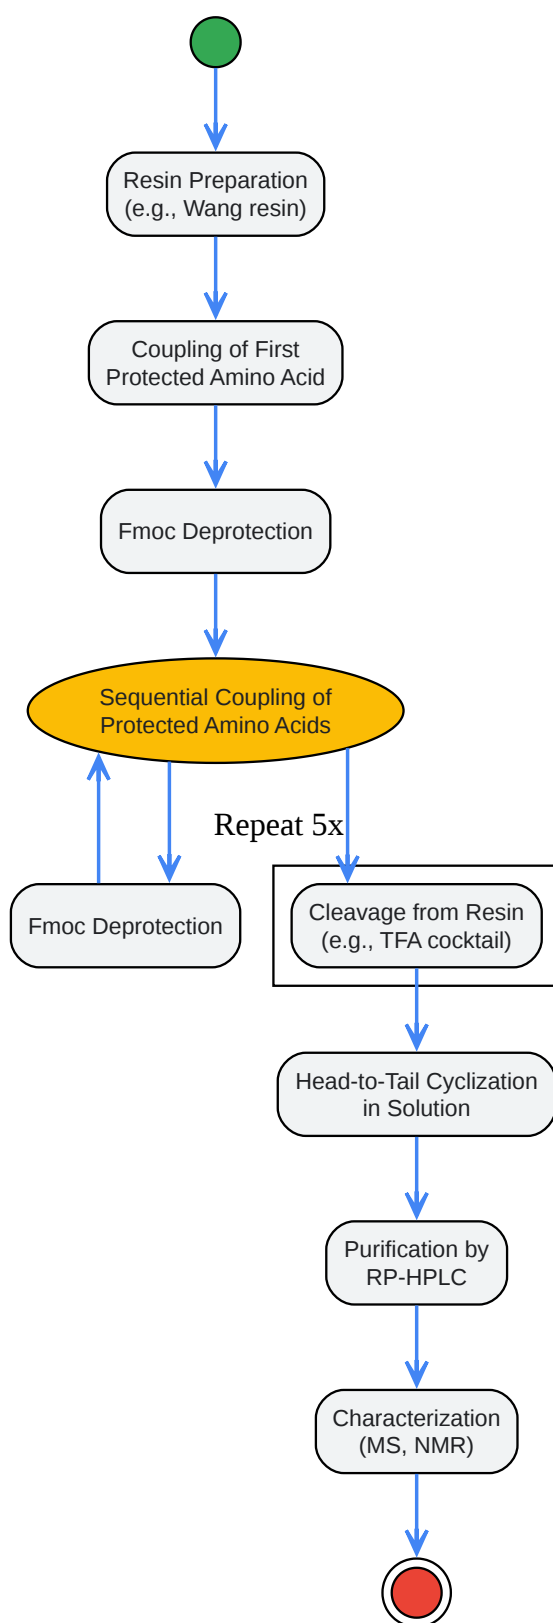 Resin Preparation
(e.g., Wang resin)
Coupling of First
Protected Amino Acid
Fmoc Deprotection
Sequential Coupling of
Protected Amino Acids
Repeat 5x
Fmoc Deprotection
Cleavage from Resin
(e.g., TFA cocktail)
Head-to-Tail Cyclization
in Solution
Purification by
RP-HPLC
Characterization
(MS, NMR)